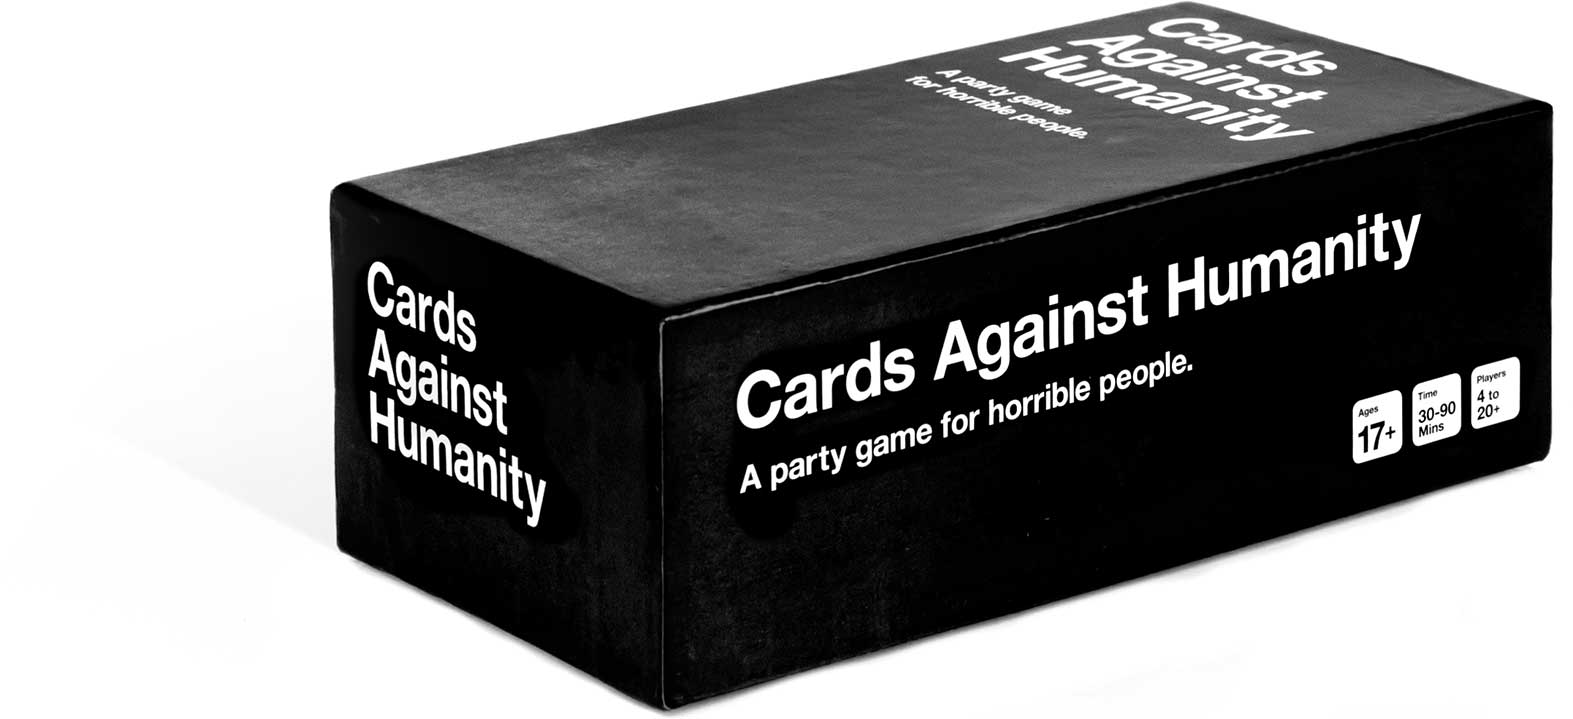 Cards
Against
Humanity
A party game
for horrible people.
Cards
Against
Humanity
Cards Against Humanity
A party game for horrible people.
Ages
17+
Time
30-90
Mins
Players
4 to
20+